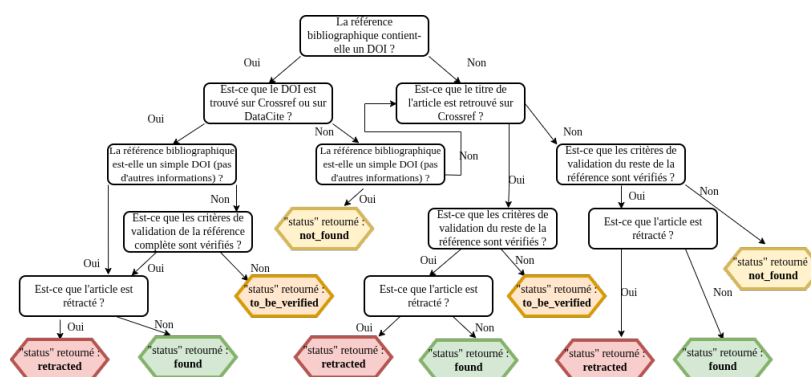 La référence
bibliographique contient-
elle un DOI ?
Oui
Non
Est-ce que le DOI est
trouvé sur Crossref ou sur
DataCite ?
Est-ce que le titre de
l'article est retrouvé sur
Crossref ?
Oui
Non
Non
La référence bibliographique
est-elle un simple DOI (pas
d'autres informations) ?
La référence bibliographique
est-elle un simple DOI (pas
d'autres informations) ?
Non
Est-ce que les critères de
validation du reste de la
référence sont vérifiés ?
Oui
Non
Oui
Oui
Non
"status" retourné :
not_found
Est-ce que les critères de
validation de la référence
complète sont vérifiés ?
Est-ce que les critères de
validation du reste de la
référence sont vérifiés ?
Est-ce que l'article est
rétracté ?
"status" retourné :
not_found
Oui
Oui
Non
Oui
Non
Est-ce que l'article est
rétracté ?
"status" retourné :
to_be_verified
Est-ce que l'article est
rétracté ?
"status" retourné :
to_be_verified
Oui
Non
Oui
Non
Oui
Non
"status" retourné :
retracted
"status" retourné :
found
"status" retourné :
retracted
"status" retourné :
found
"status" retourné :
retracted
"status" retourné :
found